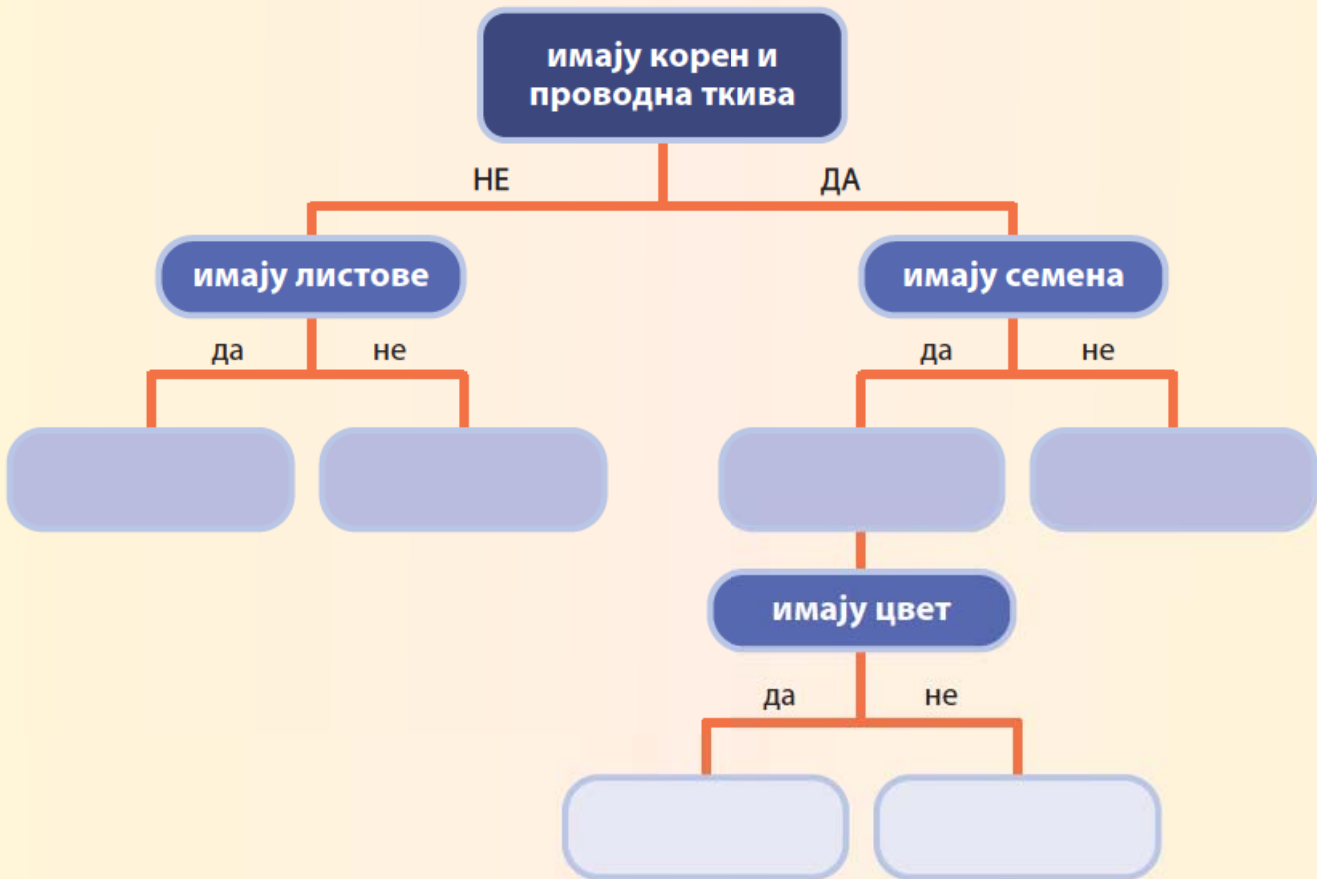 имају корен и
проводна ткива
НЕ
ДА
имају листове
имају семена
да
не
да
не
имају цвет
да
не